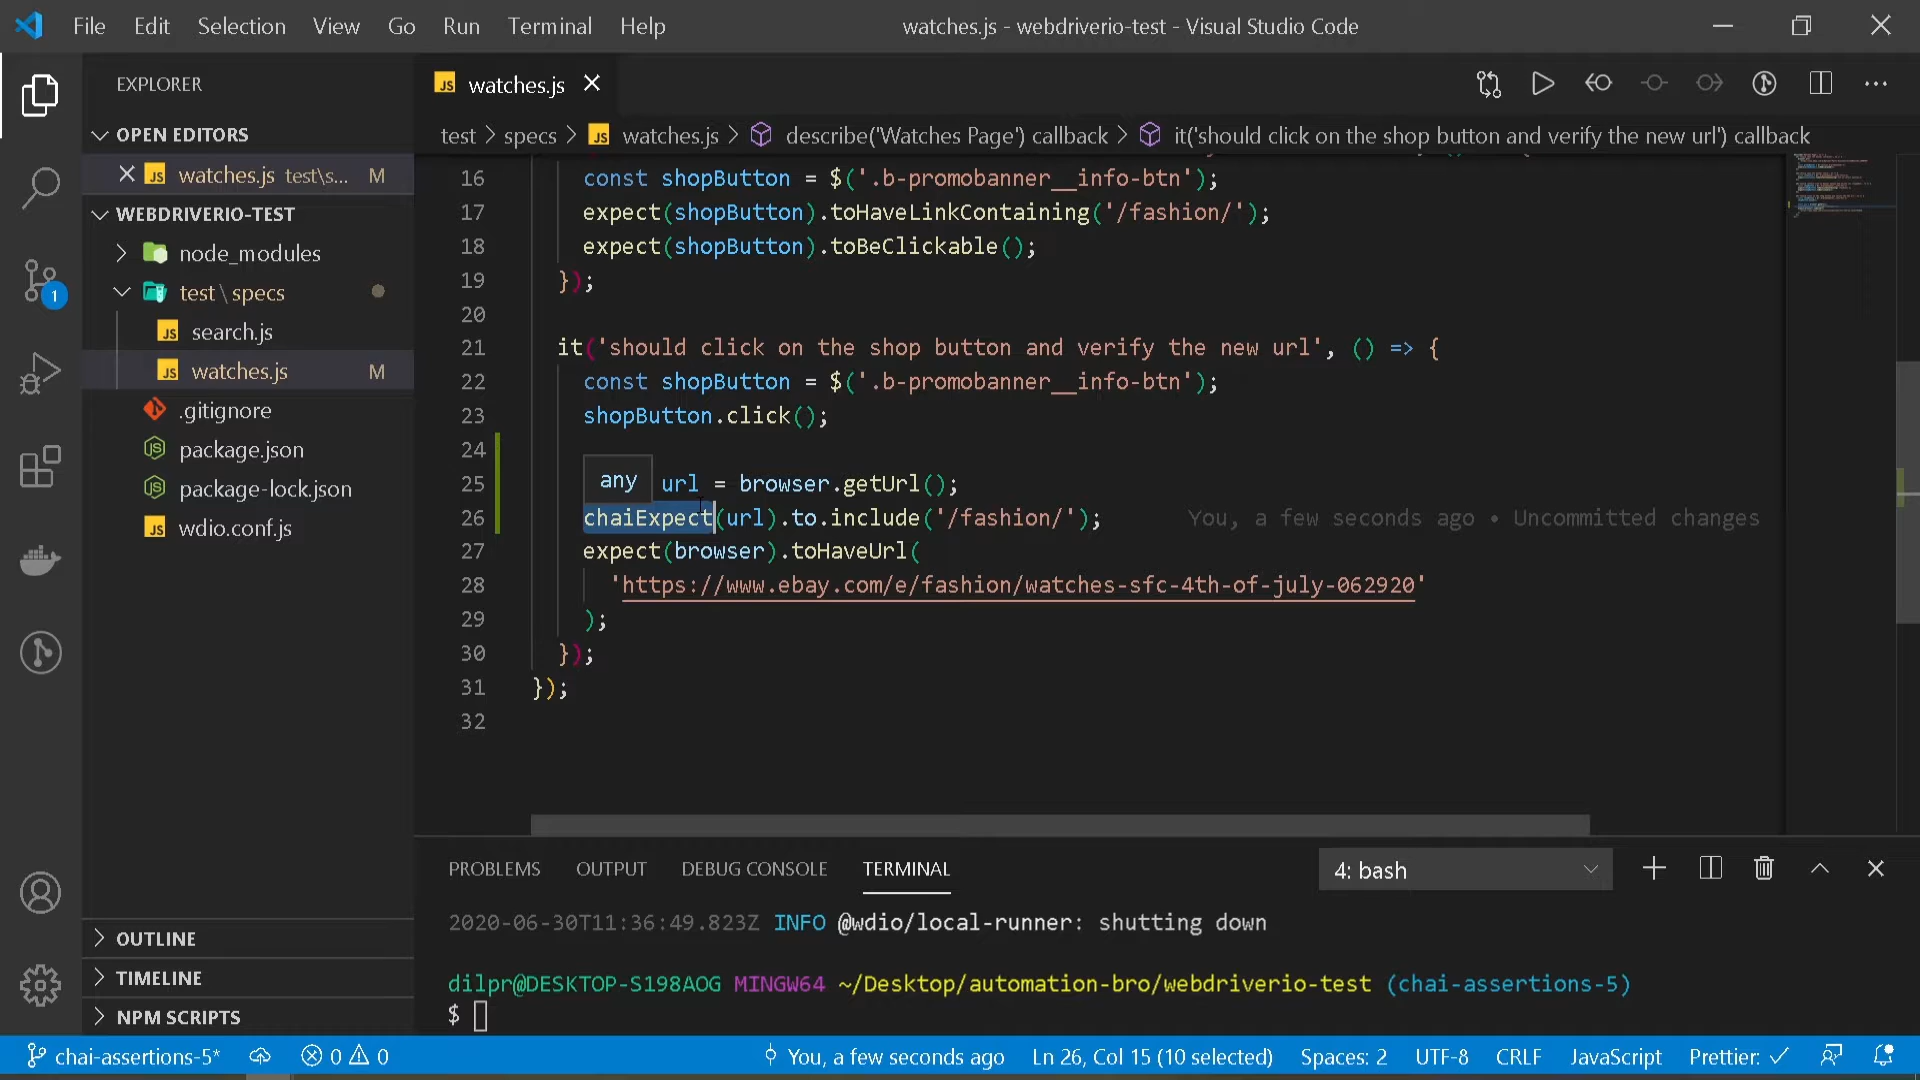 File Edit Selection View Go Run Terminal Help
watches.js - webdriverio-test - Visual Studio Code
EXPLORER
OPEN EDITORS
watches.js test\s... M
WEBDRIVERIO-TEST
node_modules
test\specs
search.js
watches.js M
.gitignore
package.json
package-lock.json
wdio.conf.js
OUTLINE
TIMELINE
NPM SCRIPTS
1
watches.js
test > specs > watches.js > describe('Watches Page') callback > it('should click on the shop button and verify the new url') callback
16 const shopButton = $('.b-promobanner__info-btn');
17 expect(shopButton).toHaveLinkContaining('/fashion/');
18 expect(shopButton).toBeClickable();
19 });
20
21 it('should click on the shop button and verify the new url', () => {
22 const shopButton = $('.b-promobanner__info-btn');
23 shopButton.click();
24
25 any url = browser.getUrl();
26 chaiExpect(url).to.include('/fashion/'); You, a few seconds ago • Uncommitted changes
27 expect(browser).toHaveUrl(
28 'https://www.ebay.com/e/fashion/watches-sfc-4th-of-july-062920'
29 );
30 });
31 });
32
PROBLEMS OUTPUT DEBUG CONSOLE TERMINAL 4: bash
2020-06-30T11:36:49.823Z INFO @wdio/local-runner: shutting down
dilpr@DESKTOP-S198AOG MINGW64 ~/Desktop/automation-bro/webdriverio-test (chai-assertions-5)
$
chai-assertions-5* 0 0 You, a few seconds ago Ln 26, Col 15 (10 selected) Spaces: 2 UTF-8 CRLF JavaScript Prettier: ✓